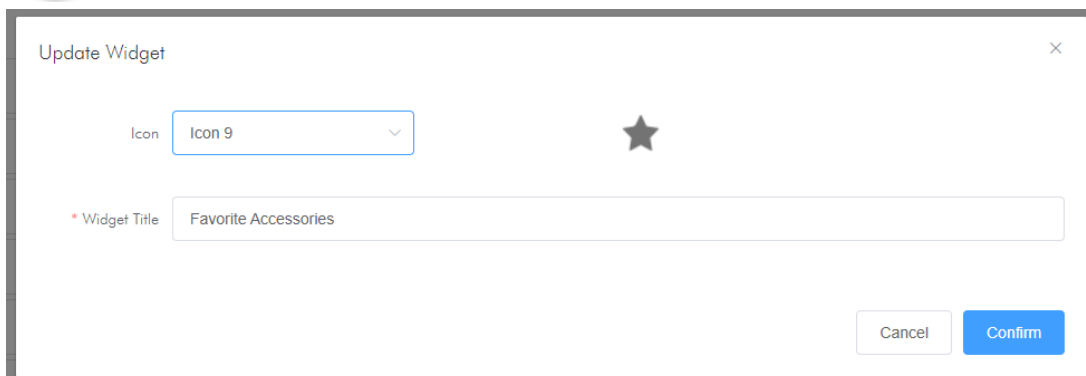 Update Widget
Icon
Icon 9
* Widget Title
Favorite Accessories
Cancel
Confirm